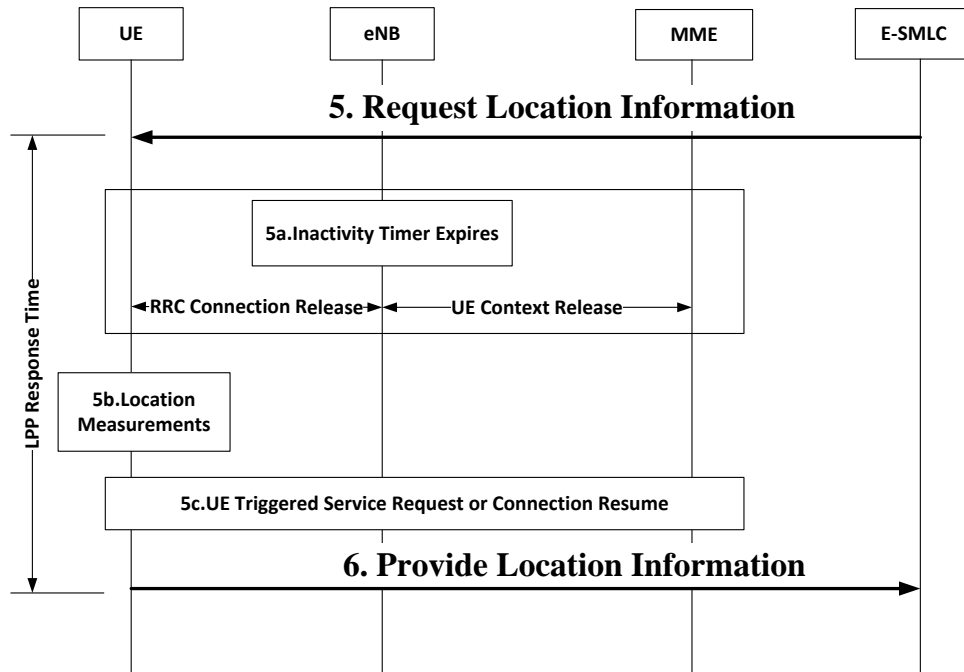 UE
eNB
MME
E-SMLC
5. Request Location Information
5a.Inactivity Timer Expires
RRC Connection Release
UE Context Release
LPP Response Time
5b.Location
Measurements
5c.UE Triggered Service Request or Connection Resume
6. Provide Location Information